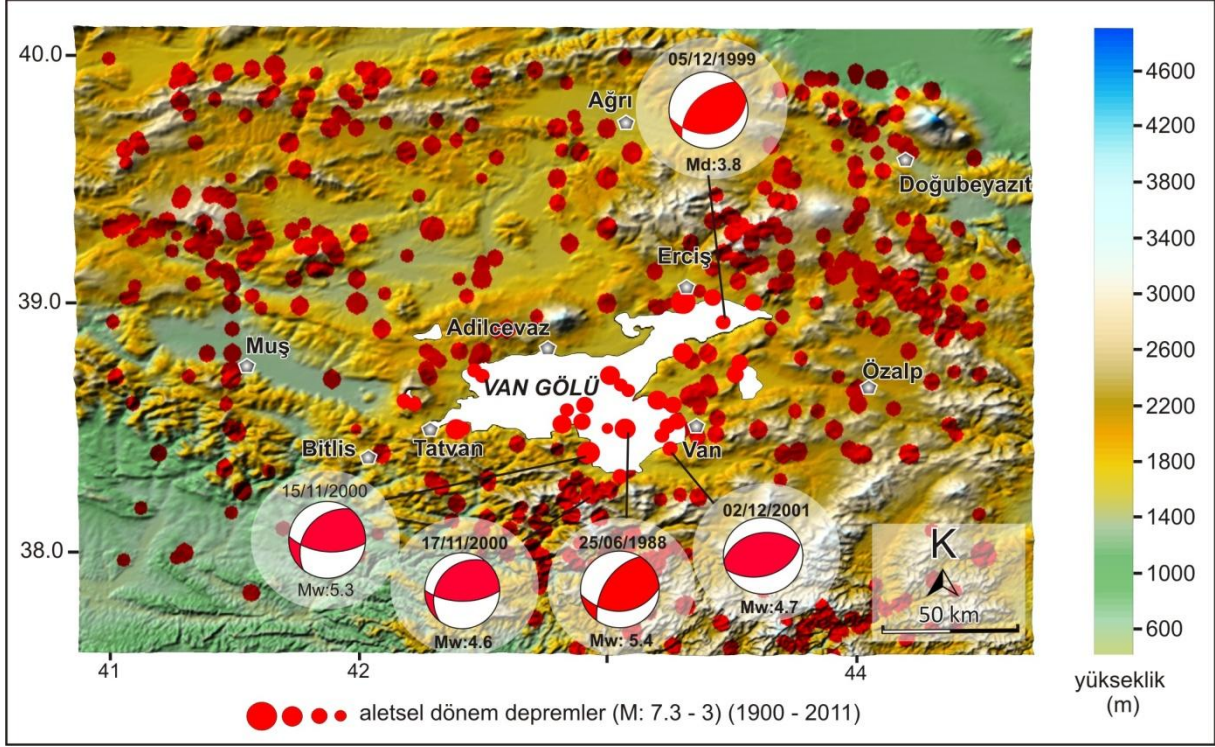 40.0
39.0
38.0
41
42
44
05/12/1999
Md:3.8
Ağrı
Doğubeyazıt
Erciş
Adilcevaz
Muş
VAN GÖLÜ
Özalp
Bitlis
Tatvan
Van
15/11/2000
Mw:5.3
17/11/2000
Mw:4.6
25/06/1988
Mw: 5.4
02/12/2001
Mw:4.7
K
50 km
4600
4200
3800
3400
3000
2600
2200
1800
1400
1000
600
yükseklik
(m)
aletsel dönem depremler (M: 7.3 - 3) (1900 - 2011)